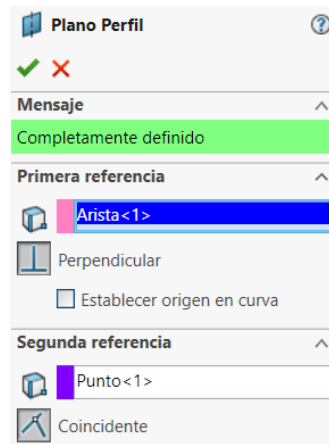 Plano Perfil
Mensaje
Completamente definido
Primera referencia
Arista<1>
Perpendicular
Establecer origen en curva
Segunda referencia
Punto<1>
Coincidente